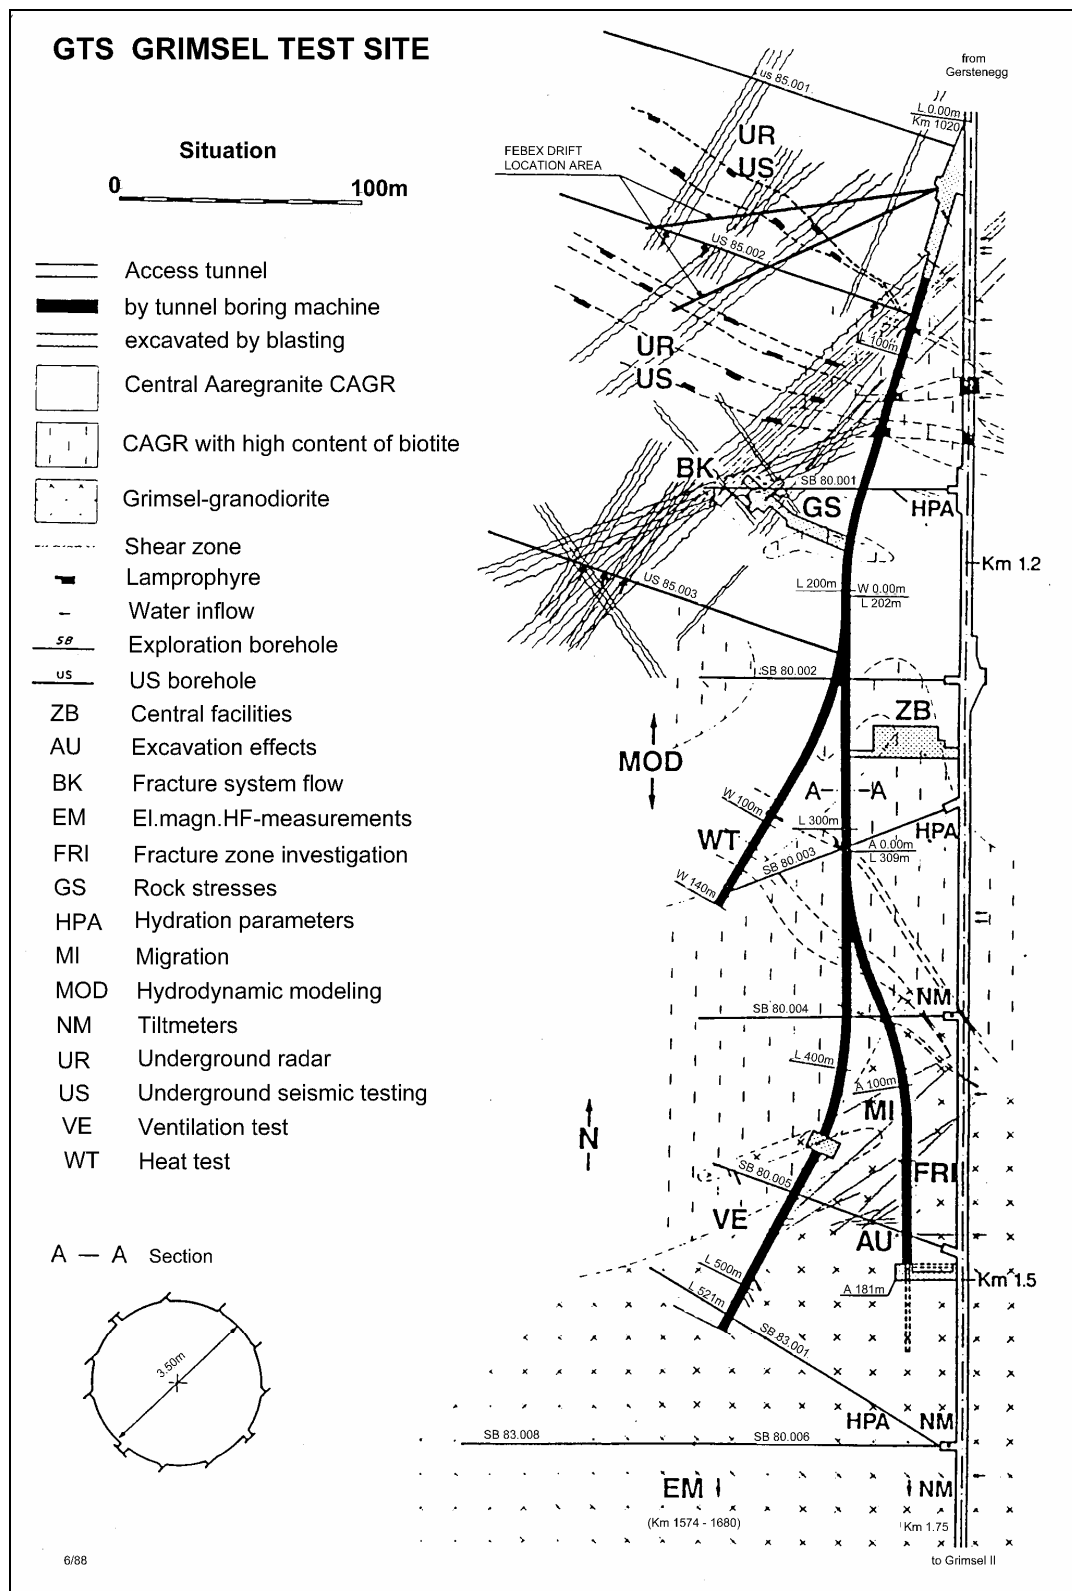 GTS GRIMSEL TEST SITE
Situation
0 100m
Access tunnel
by tunnel boring machine
excavated by blasting
Central Aaregranite CAGR
CAGR with high content of biotite
Grimsel-granodiorite
Shear zone
Lamprophyre
Water inflow
SB Exploration borehole
US US borehole
ZB Central facilities
AU Excavation effects
BK Fracture system flow
EM El.magn.HF-measurements
FRI Fracture zone investigation
GS Rock stresses
HPA Hydration parameters
MI Migration
MOD Hydrodynamic modeling
NM Tiltmeters
UR Underground radar
US Underground seismic testing
VE Ventilation test
WT Heat test
A — A Section
3.50m
6/88
from
Gerstenegg
us 85.001
L 0.00m
Km 1020
UR
US
FEBEX DRIFT
LOCATION AREA
US 85.002
L 100m
UR
US
BK
SB 80.001
GS
HPA
Km 1.2
US 85.003
L 200m
W 0.00m
L 202m
SB 80.002
ZB
MOD
A A
W 100m
L 300m
HPA
WT
A 0.00m
L 309m
SB 80.003
W 140m
NM
SB 80.004
L 400m
A 100m
MI
N
SB 80.005
FRI
VE
AU
L 500m
Km 1.5
A 181m
L 521m
SB 83.001
HPA NM
SB 83.008
SB 80.006
EM
NM
(Km 1574 - 1680)
Km 1.75
to Grimsel II